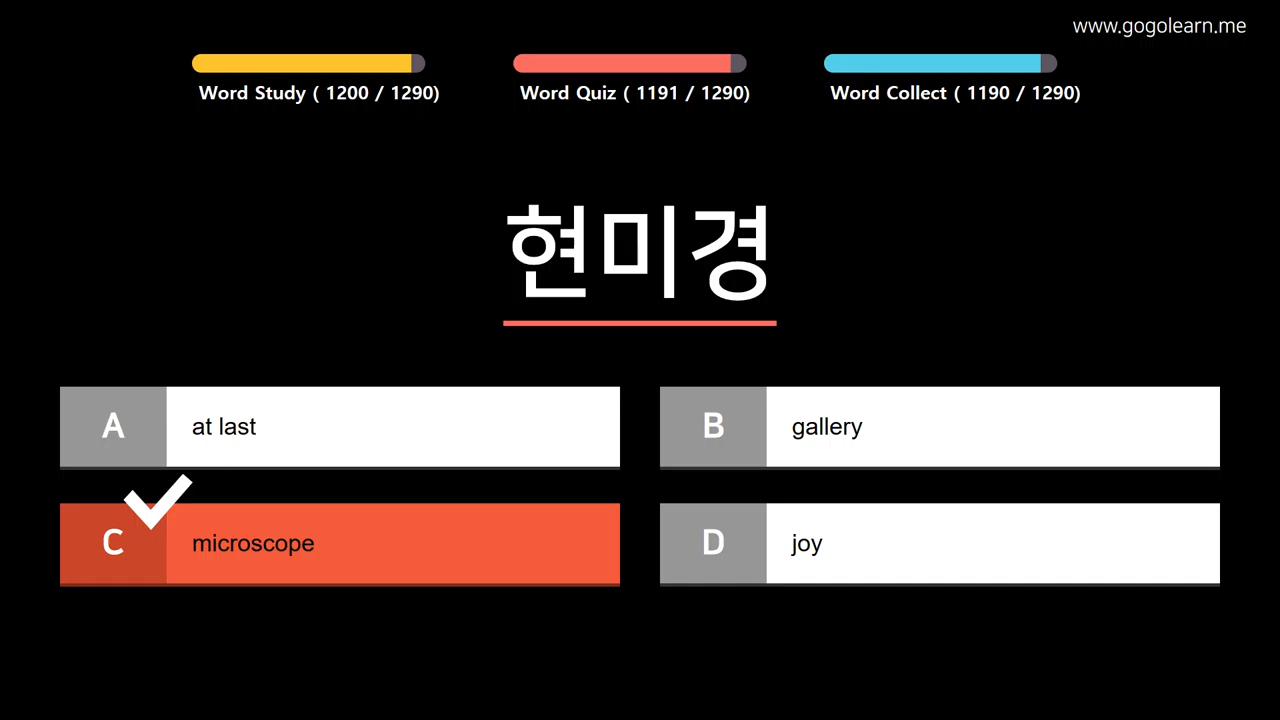 www.gogolearn.me
Word Study ( 1200 / 1290)
Word Quiz ( 1191 / 1290)
Word Collect ( 1190 / 1290)
현미경
A at last
B gallery
C microscope
D joy